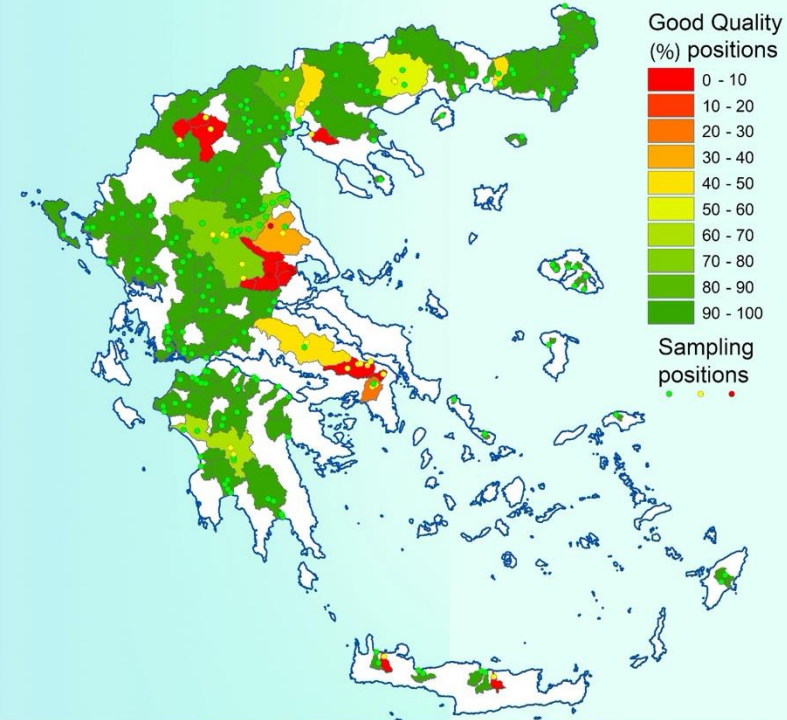 Good Quality
(%) positions
0 - 10
10 - 20
20 - 30
30 - 40
40 - 50
50 - 60
60 - 70
70 - 80
80 - 90
90 - 100
Sampling
positions